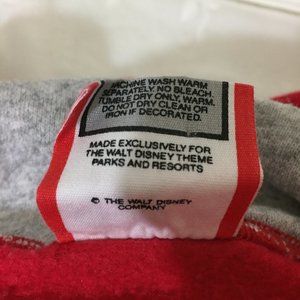 MACHINE WASH WARM
SEPARATELY. NO BLEACH.
TUMBLE DRY ONLY WARM.
DO NOT DRY CLEAN OR
IRON IF DECORATED.
MADE EXCLUSIVELY FOR
THE WALT DISNEY THEME
PARKS AND RESORTS
© THE WALT DISNEY
COMPANY